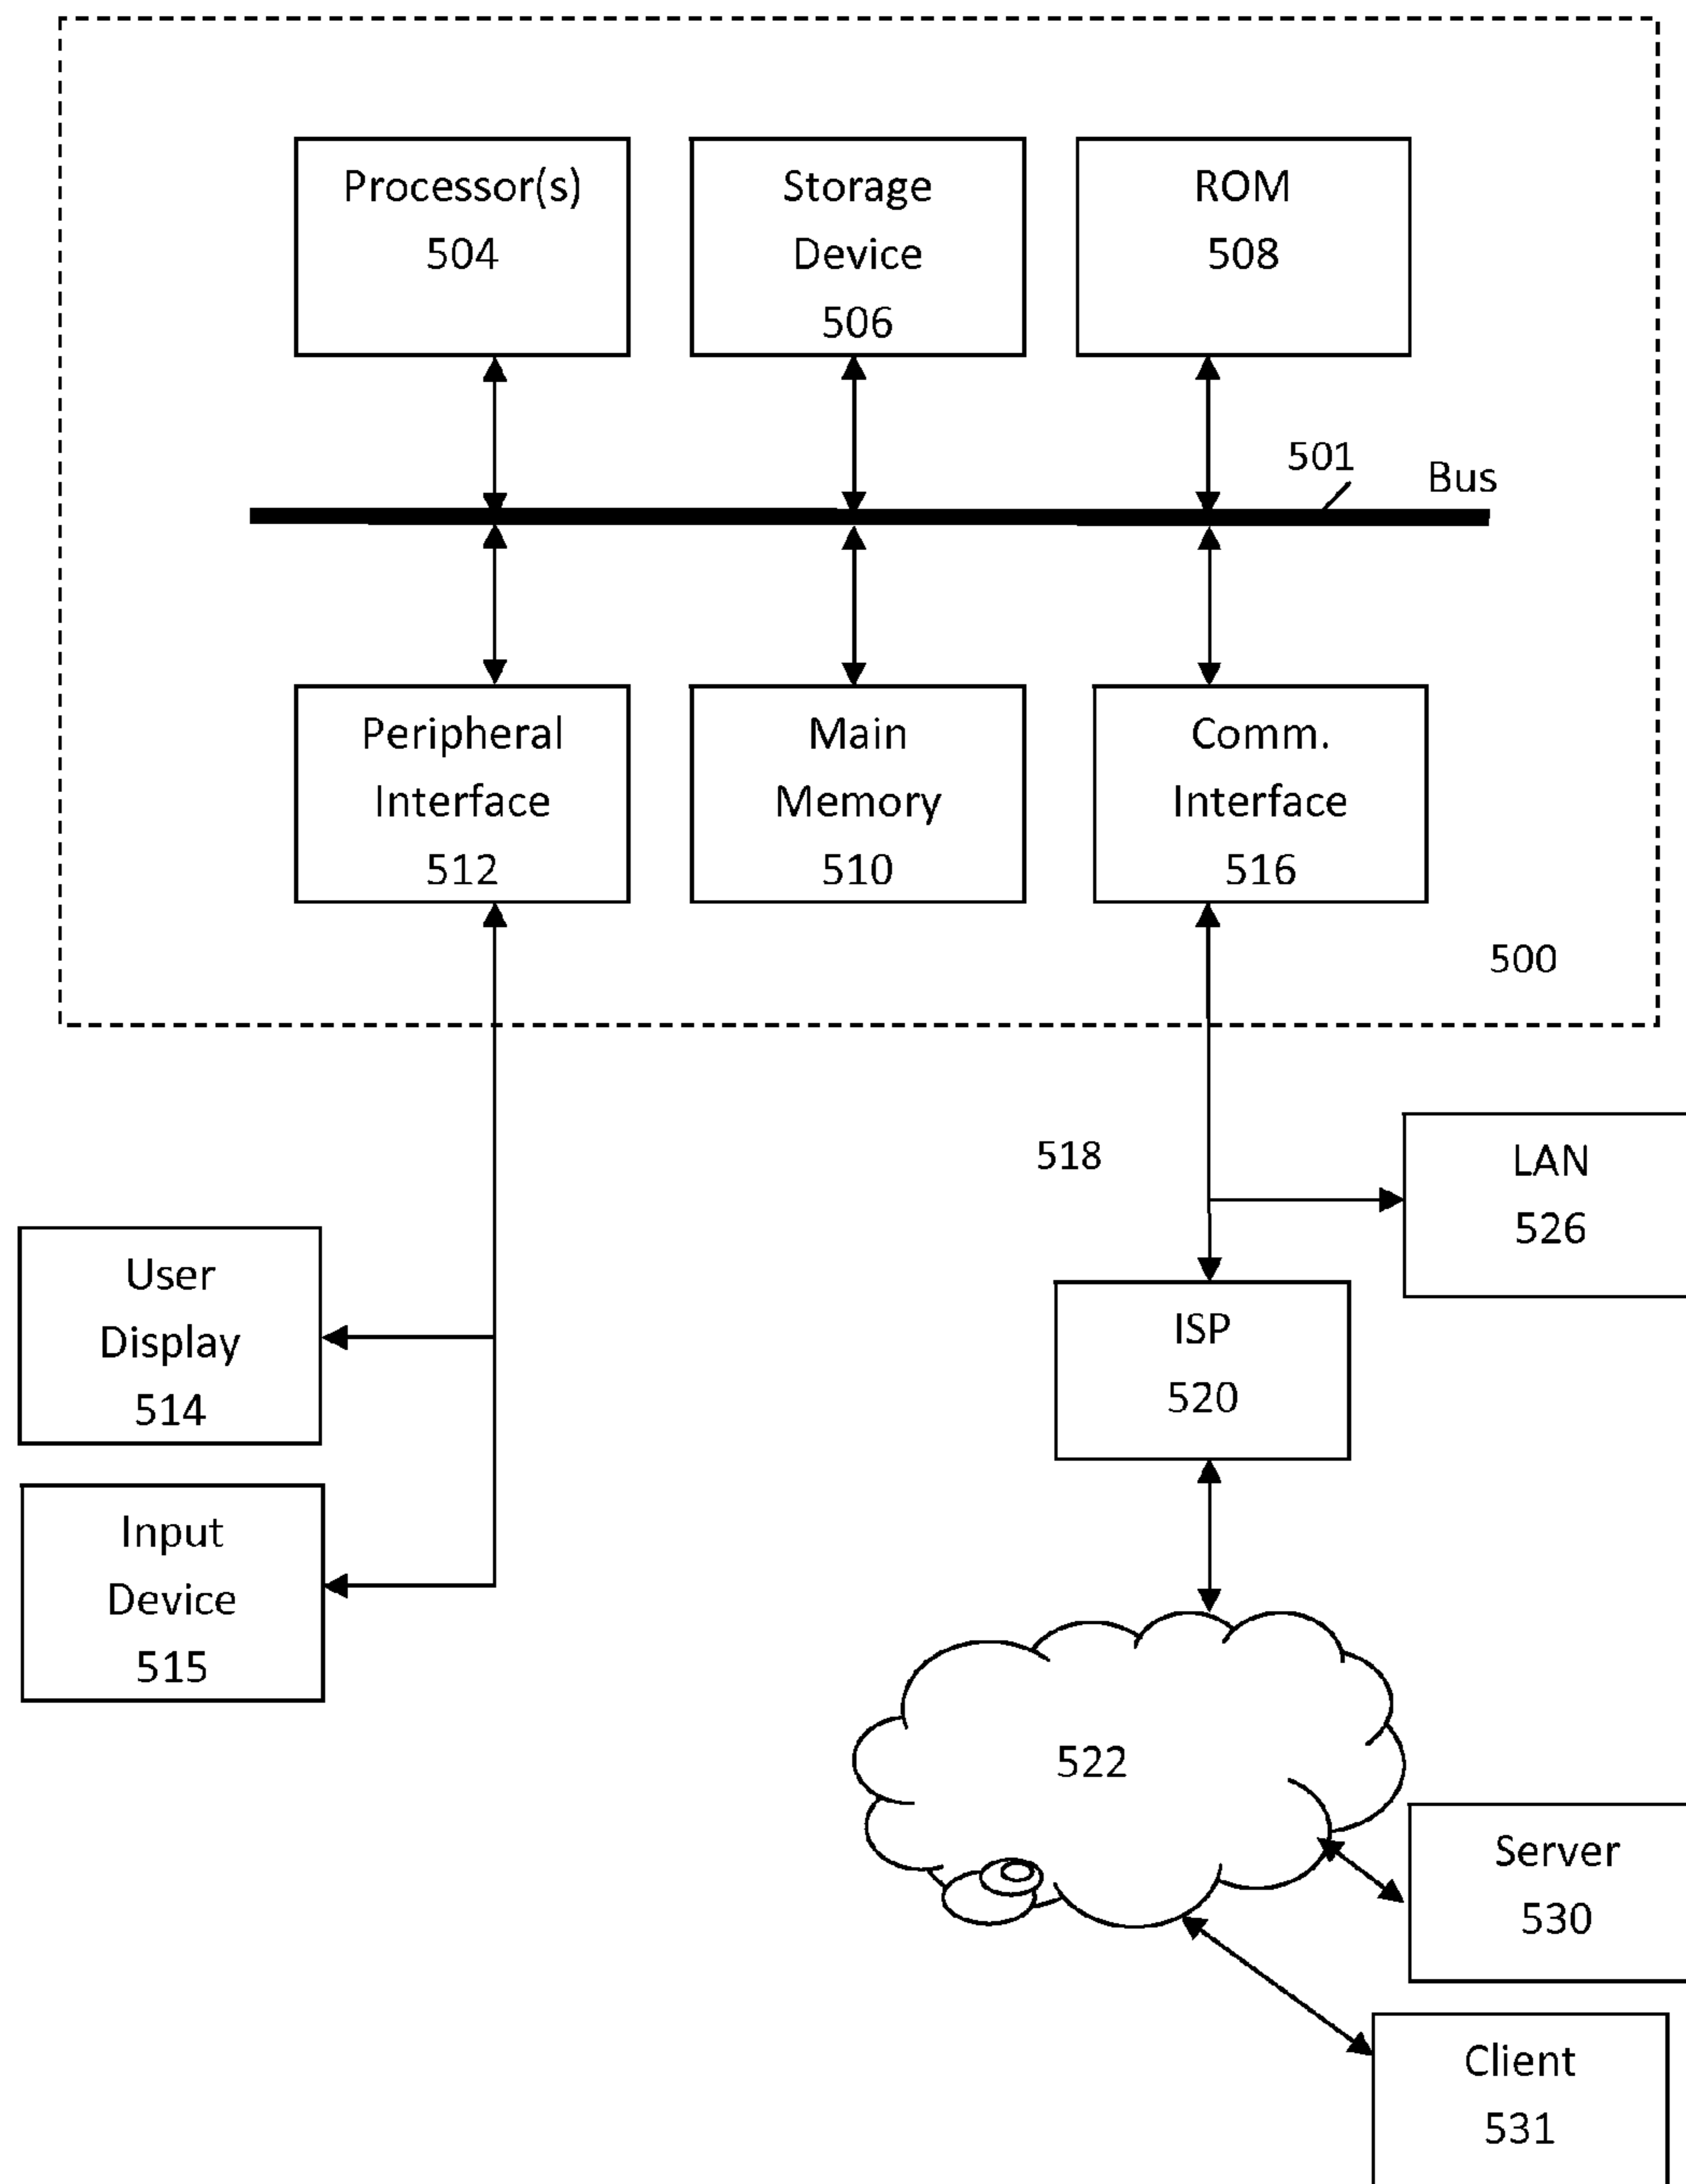 Processor(s)
504
Storage
Device
506
ROM
508
501
Bus
Peripheral
Interface
512
Main
Memory
510
Comm.
Interface
516
500
518
LAN
526
User
Display
514
ISP
520
Input
Device
515
522
Server
530
Client
531